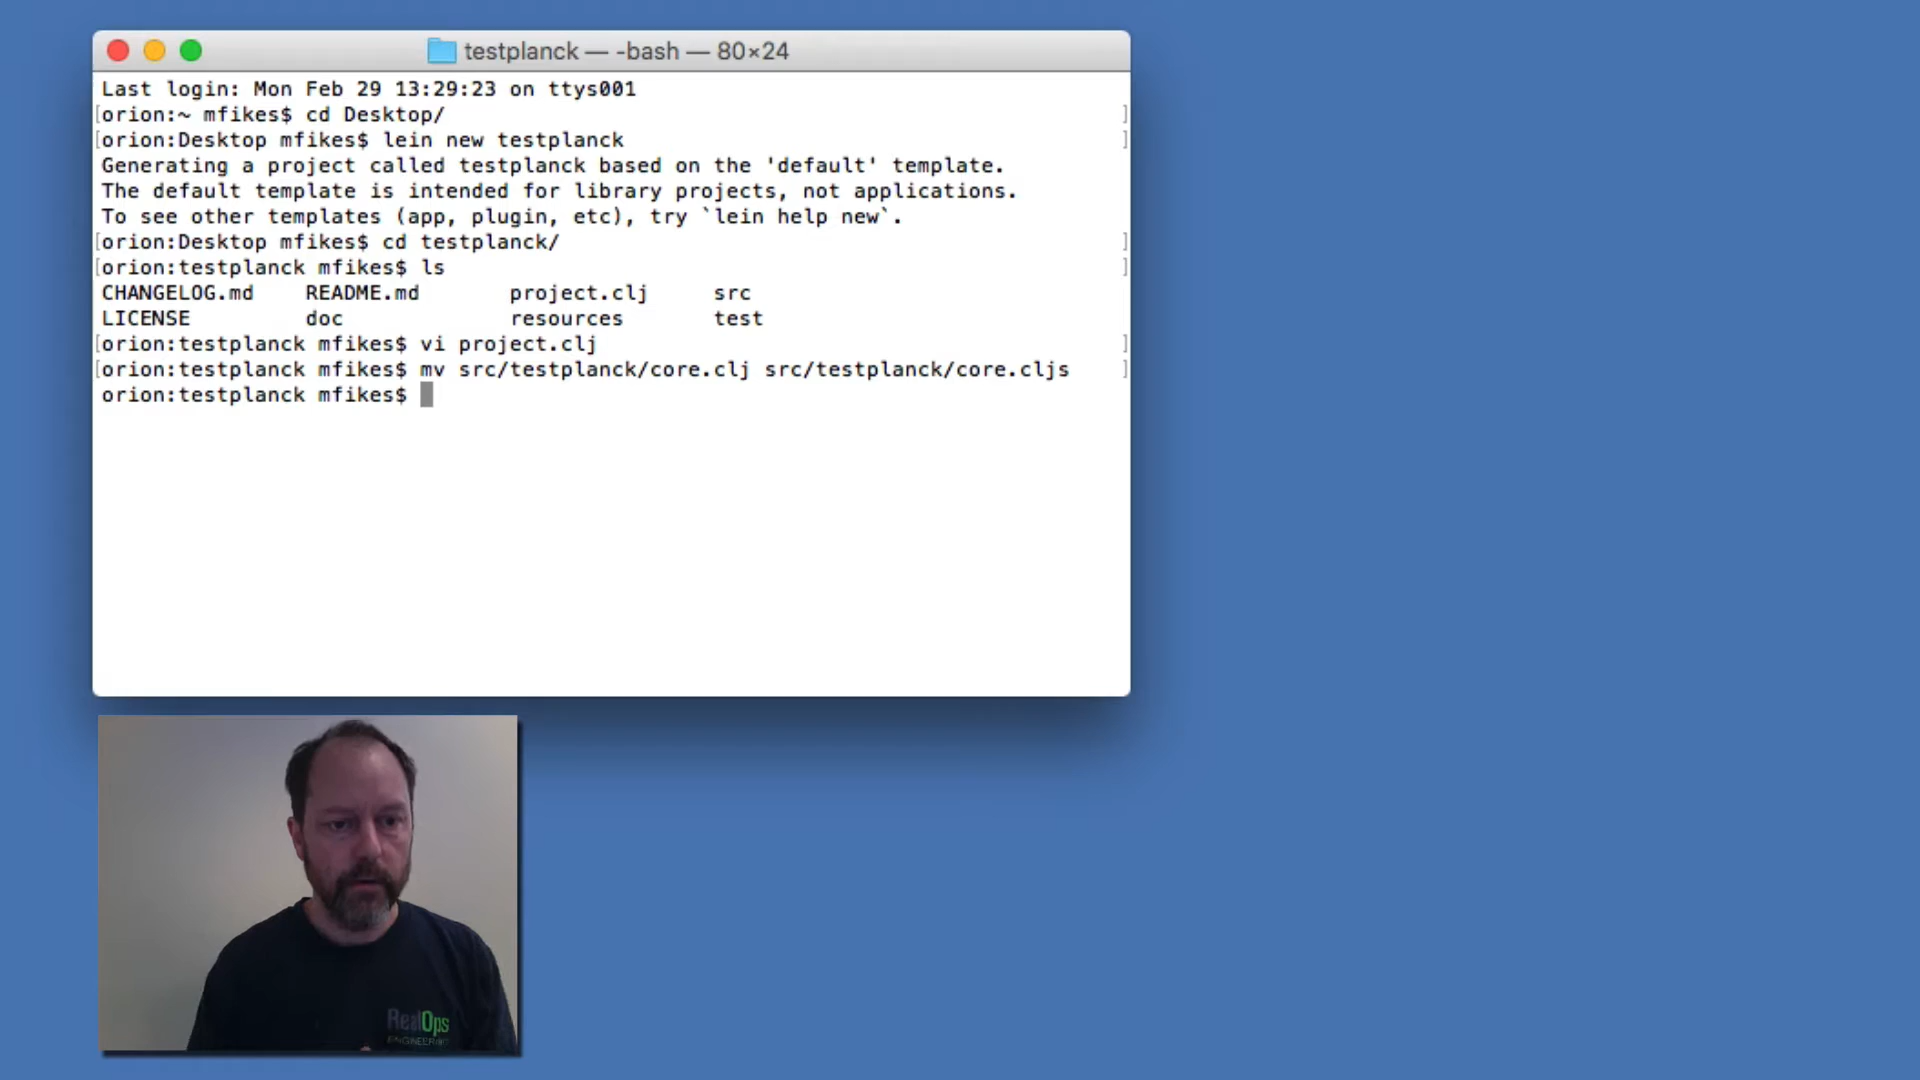 testplanck — -bash — 80×24
Last login: Mon Feb 29 13:29:23 on ttys001
[orion:~ mfikes$ cd Desktop/ ]
[orion:Desktop mfikes$ lein new testplanck ]
Generating a project called testplanck based on the 'default' template.
The default template is intended for library projects, not applications.
To see other templates (app, plugin, etc), try `lein help new`.
[orion:Desktop mfikes$ cd testplanck/ ]
[orion:testplanck mfikes$ ls ]
CHANGELOG.md README.md project.clj src
LICENSE doc resources test
[orion:testplanck mfikes$ vi project.clj ]
[orion:testplanck mfikes$ mv src/testplanck/core.clj src/testplanck/core.cljs ]
orion:testplanck mfikes$
RealOps
ENGINEERING